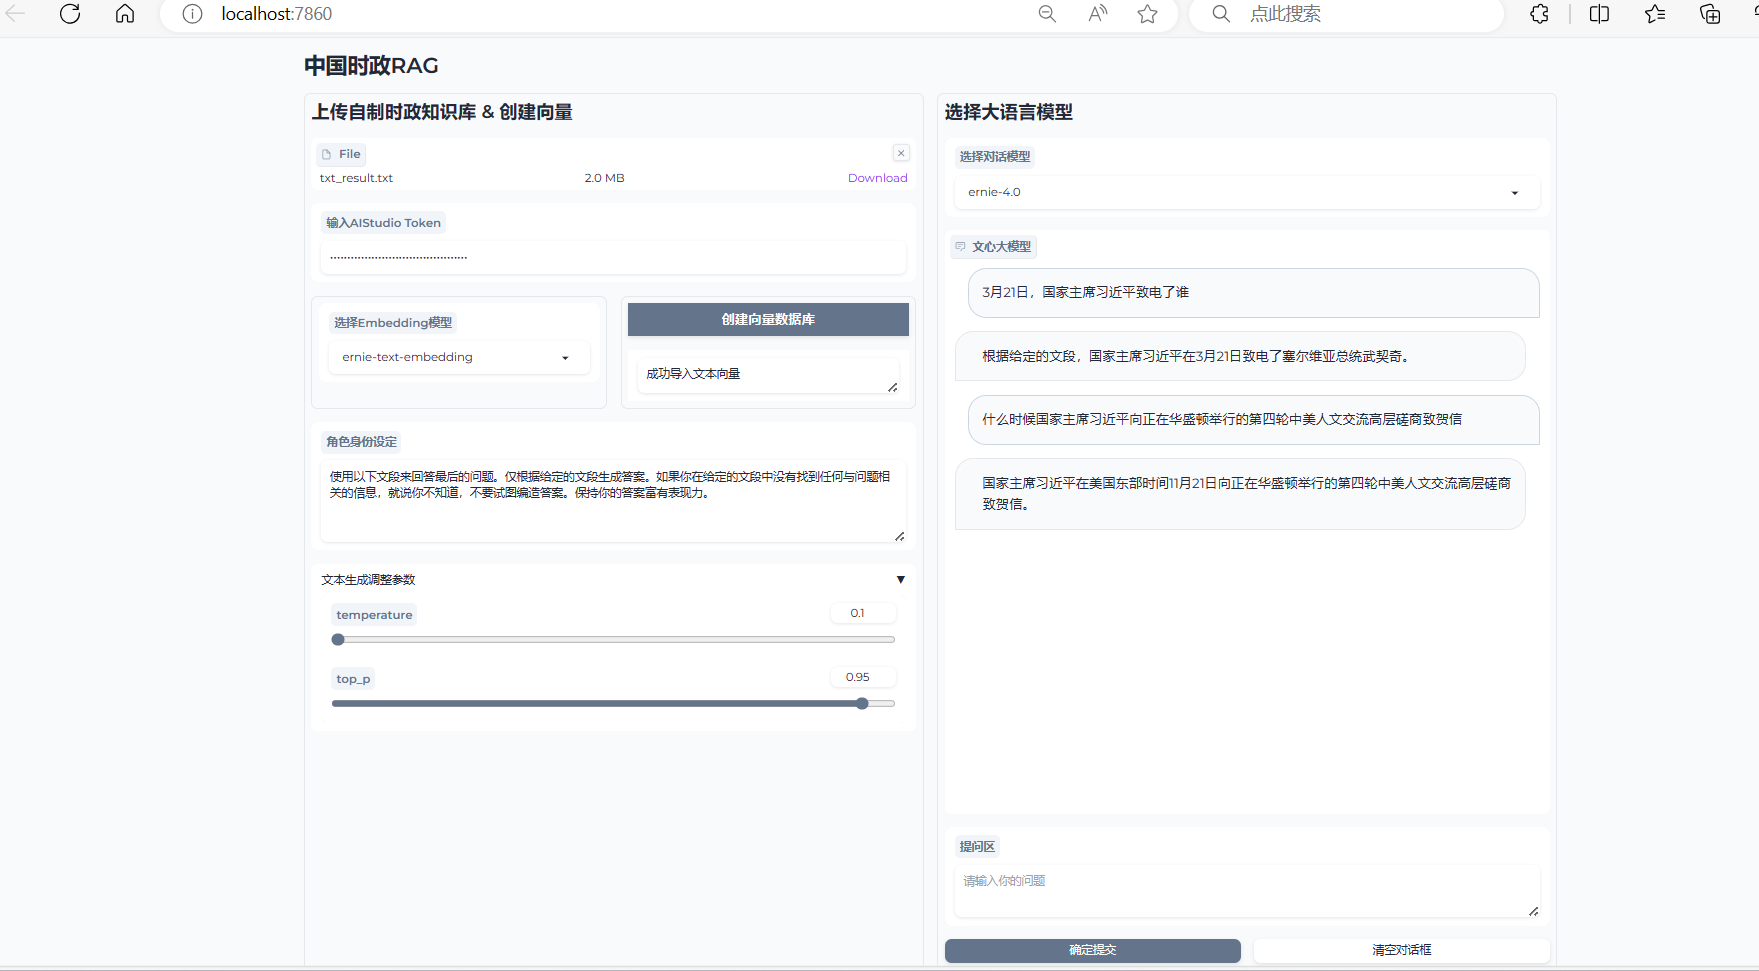 localhost:7860
点此搜索
中国时政RAG
上传自制时政知识库 & 创建向量
File
txt_result.txt 2.0 MB Download
输入AIStudio Token
选择Embedding模型
ernie-text-embedding
创建向量数据库
成功导入文本向量
角色身份设定
使用以下文段来回答最后的问题。仅根据给定的文段生成答案。如果你在给定的文段中没有找到任何与问题相
关的信息，就说你不知道，不要试图编造答案。保持你的答案富有表现力。
文本生成调整参数
temperature
0.1
top_p
0.95
选择大语言模型
选择对话模型
ernie-4.0
文心大模型
3月21日，国家主席习近平致电了谁
根据给定的文段，国家主席习近平在3月21日致电了塞尔维亚总统武契奇。
什么时候国家主席习近平向正在华盛顿举行的第四轮中美人文交流高层磋商致贺信
国家主席习近平在美国东部时间11月21日向正在华盛顿举行的第四轮中美人文交流高层磋商
致贺信。
提问区
请输入你的问题
确定提交
清空对话框